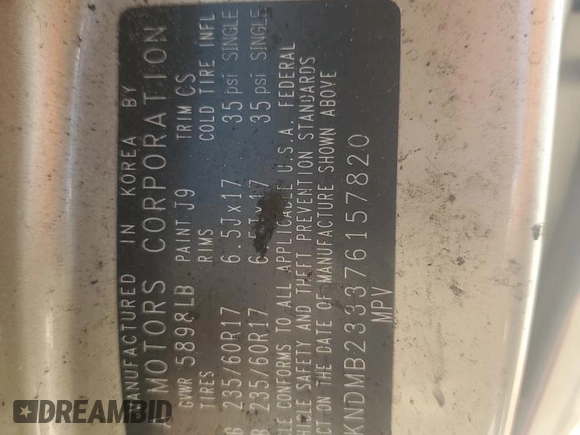 MANUFACTURED IN KOREA BY
MOTORS CORPORATION
GVWR 5898LB PAINT J9 TRIM CS
TIRES RIMS COLD TIRE INFL
235/60R17 6.5JX17 35 psi SINGLE
235/60R17 35 psi SINGLE
CONFORMS TO ALL APPLICABLE U.S.A. FEDERAL
SAFETY AND THEFT PREVENTION STANDARDS
ON THE DATE OF MANUFACTURE SHOWN ABOVE
KNDMB233376157820
MPV
© RIDEWITHDEAL